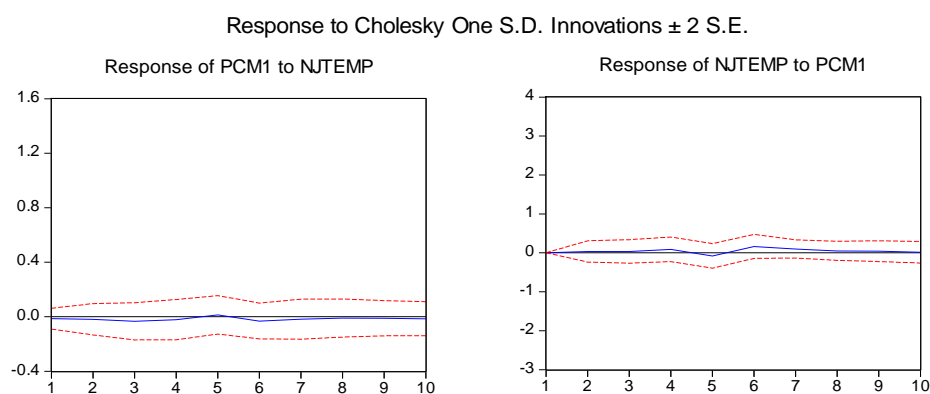 Response to Cholesky One S.D. Innovations ± 2 S.E.
Response of PCM1 to NJTEMP
1.6
1.2
0.8
0.4
0.0
-0.4
1 2 3 4 5 6 7 8 9 10
Response of NJTEMP to PCM1
4
3
2
1
0
-1
-2
-3
1 2 3 4 5 6 7 8 9 10